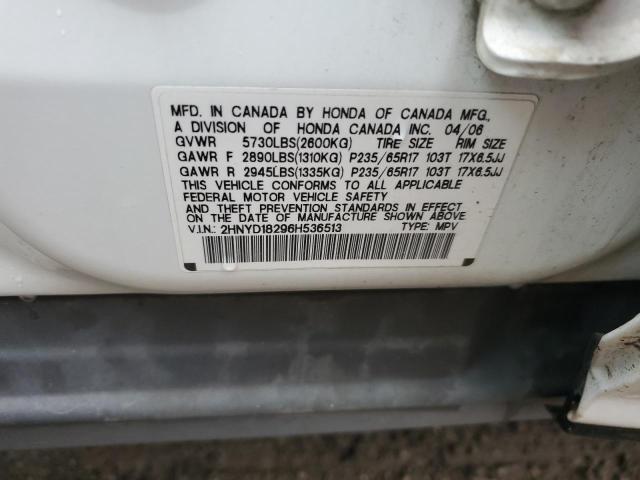 MFD. IN CANADA BY HONDA OF CANADA MFG.,
A DIVISION OF HONDA CANADA INC. 04/06
GVWR 5730LBS(2600KG) TIRE SIZE RIM SIZE
GAWR F 2890LBS(1310KG) P235/65R17 103T 17X6.5JJ
GAWR R 2945LBS(1335KG) P235/65R17 103T 17X6.5JJ
THIS VEHICLE CONFORMS TO ALL APPLICABLE
FEDERAL MOTOR VEHICLE SAFETY
AND THEFT PREVENTION STANDARDS IN EFFECT
ON THE DATE OF MANUFACTURE SHOWN ABOVE
V.I.N.: 2HNYD18296H536513 TYPE: MPV